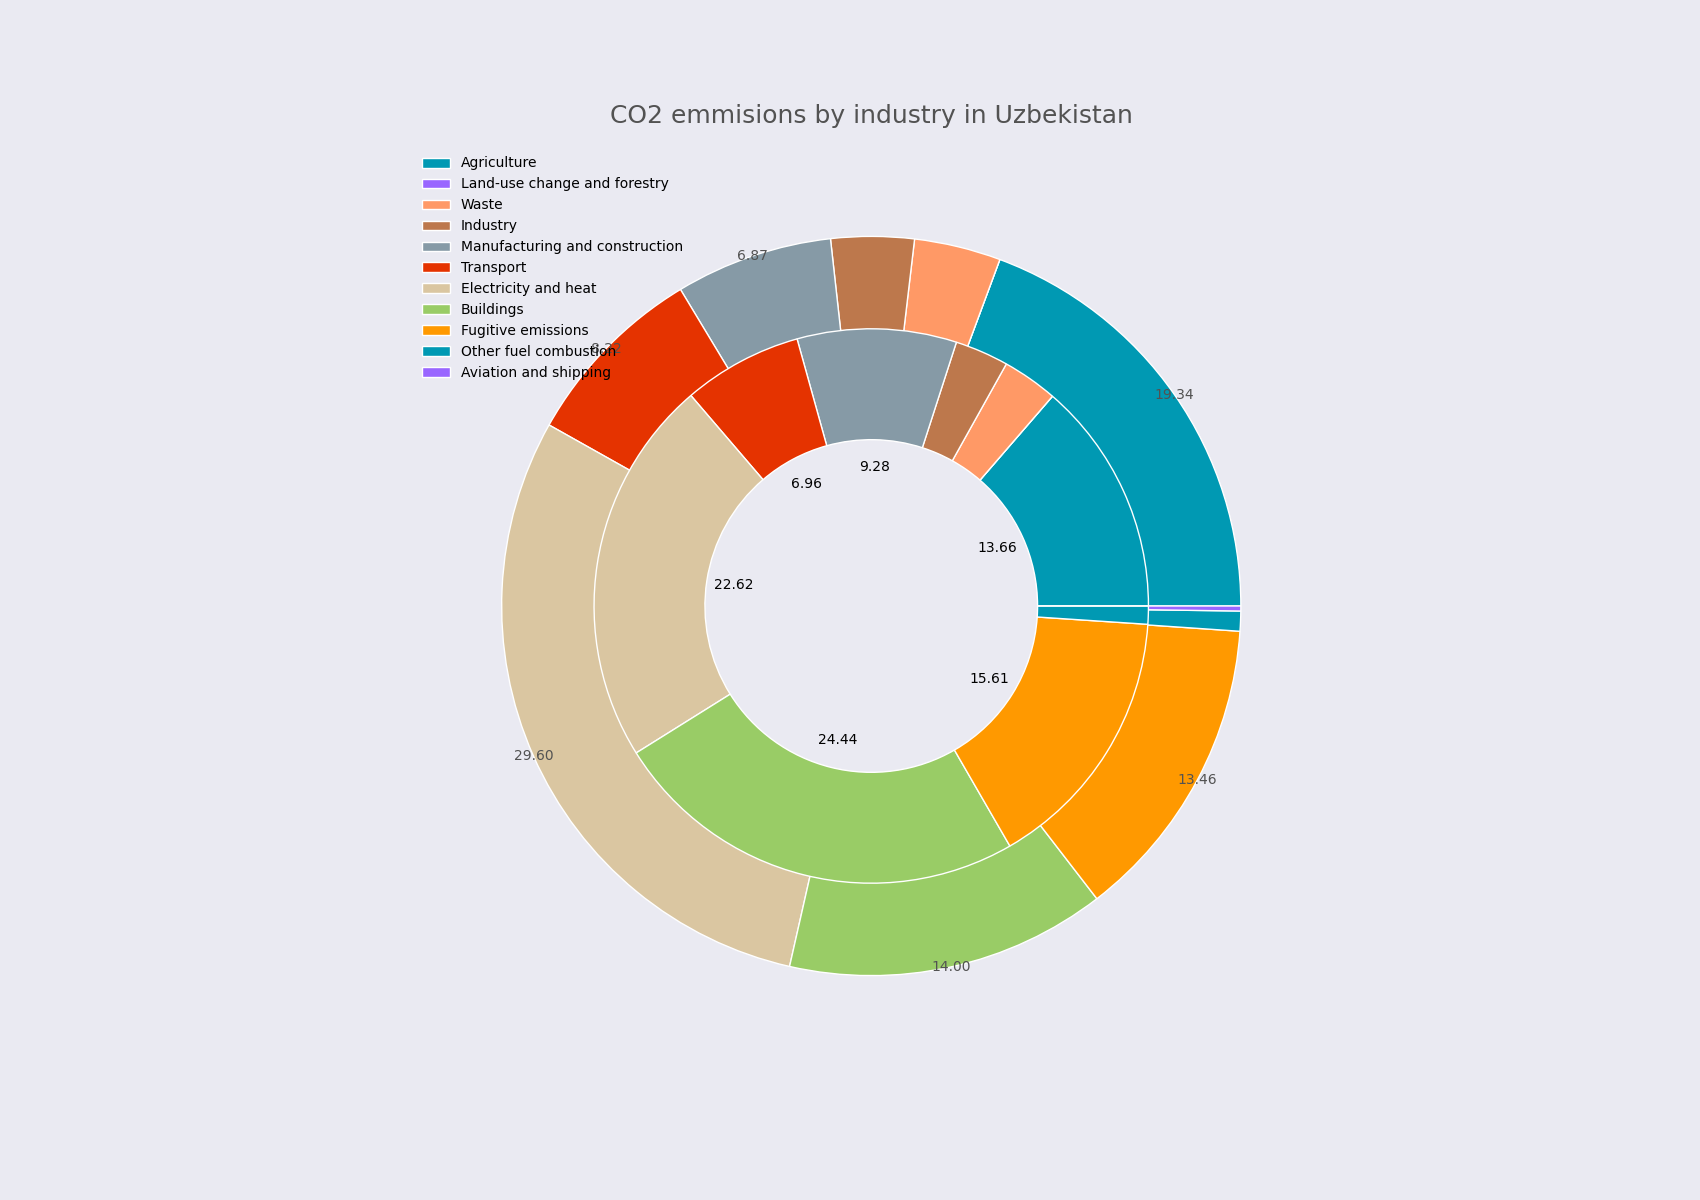 CO2 emmisions by industry in Uzbekistan
Agriculture
Land-use change and forestry
Waste
Industry
Manufacturing and construction
Transport
Electricity and heat
Buildings
Fugitive emissions
Other fuel combustion
Aviation and shipping
6.87
19.34
9.28
6.96
13.66
22.62
15.61
24.44
29.60
13.46
14.00